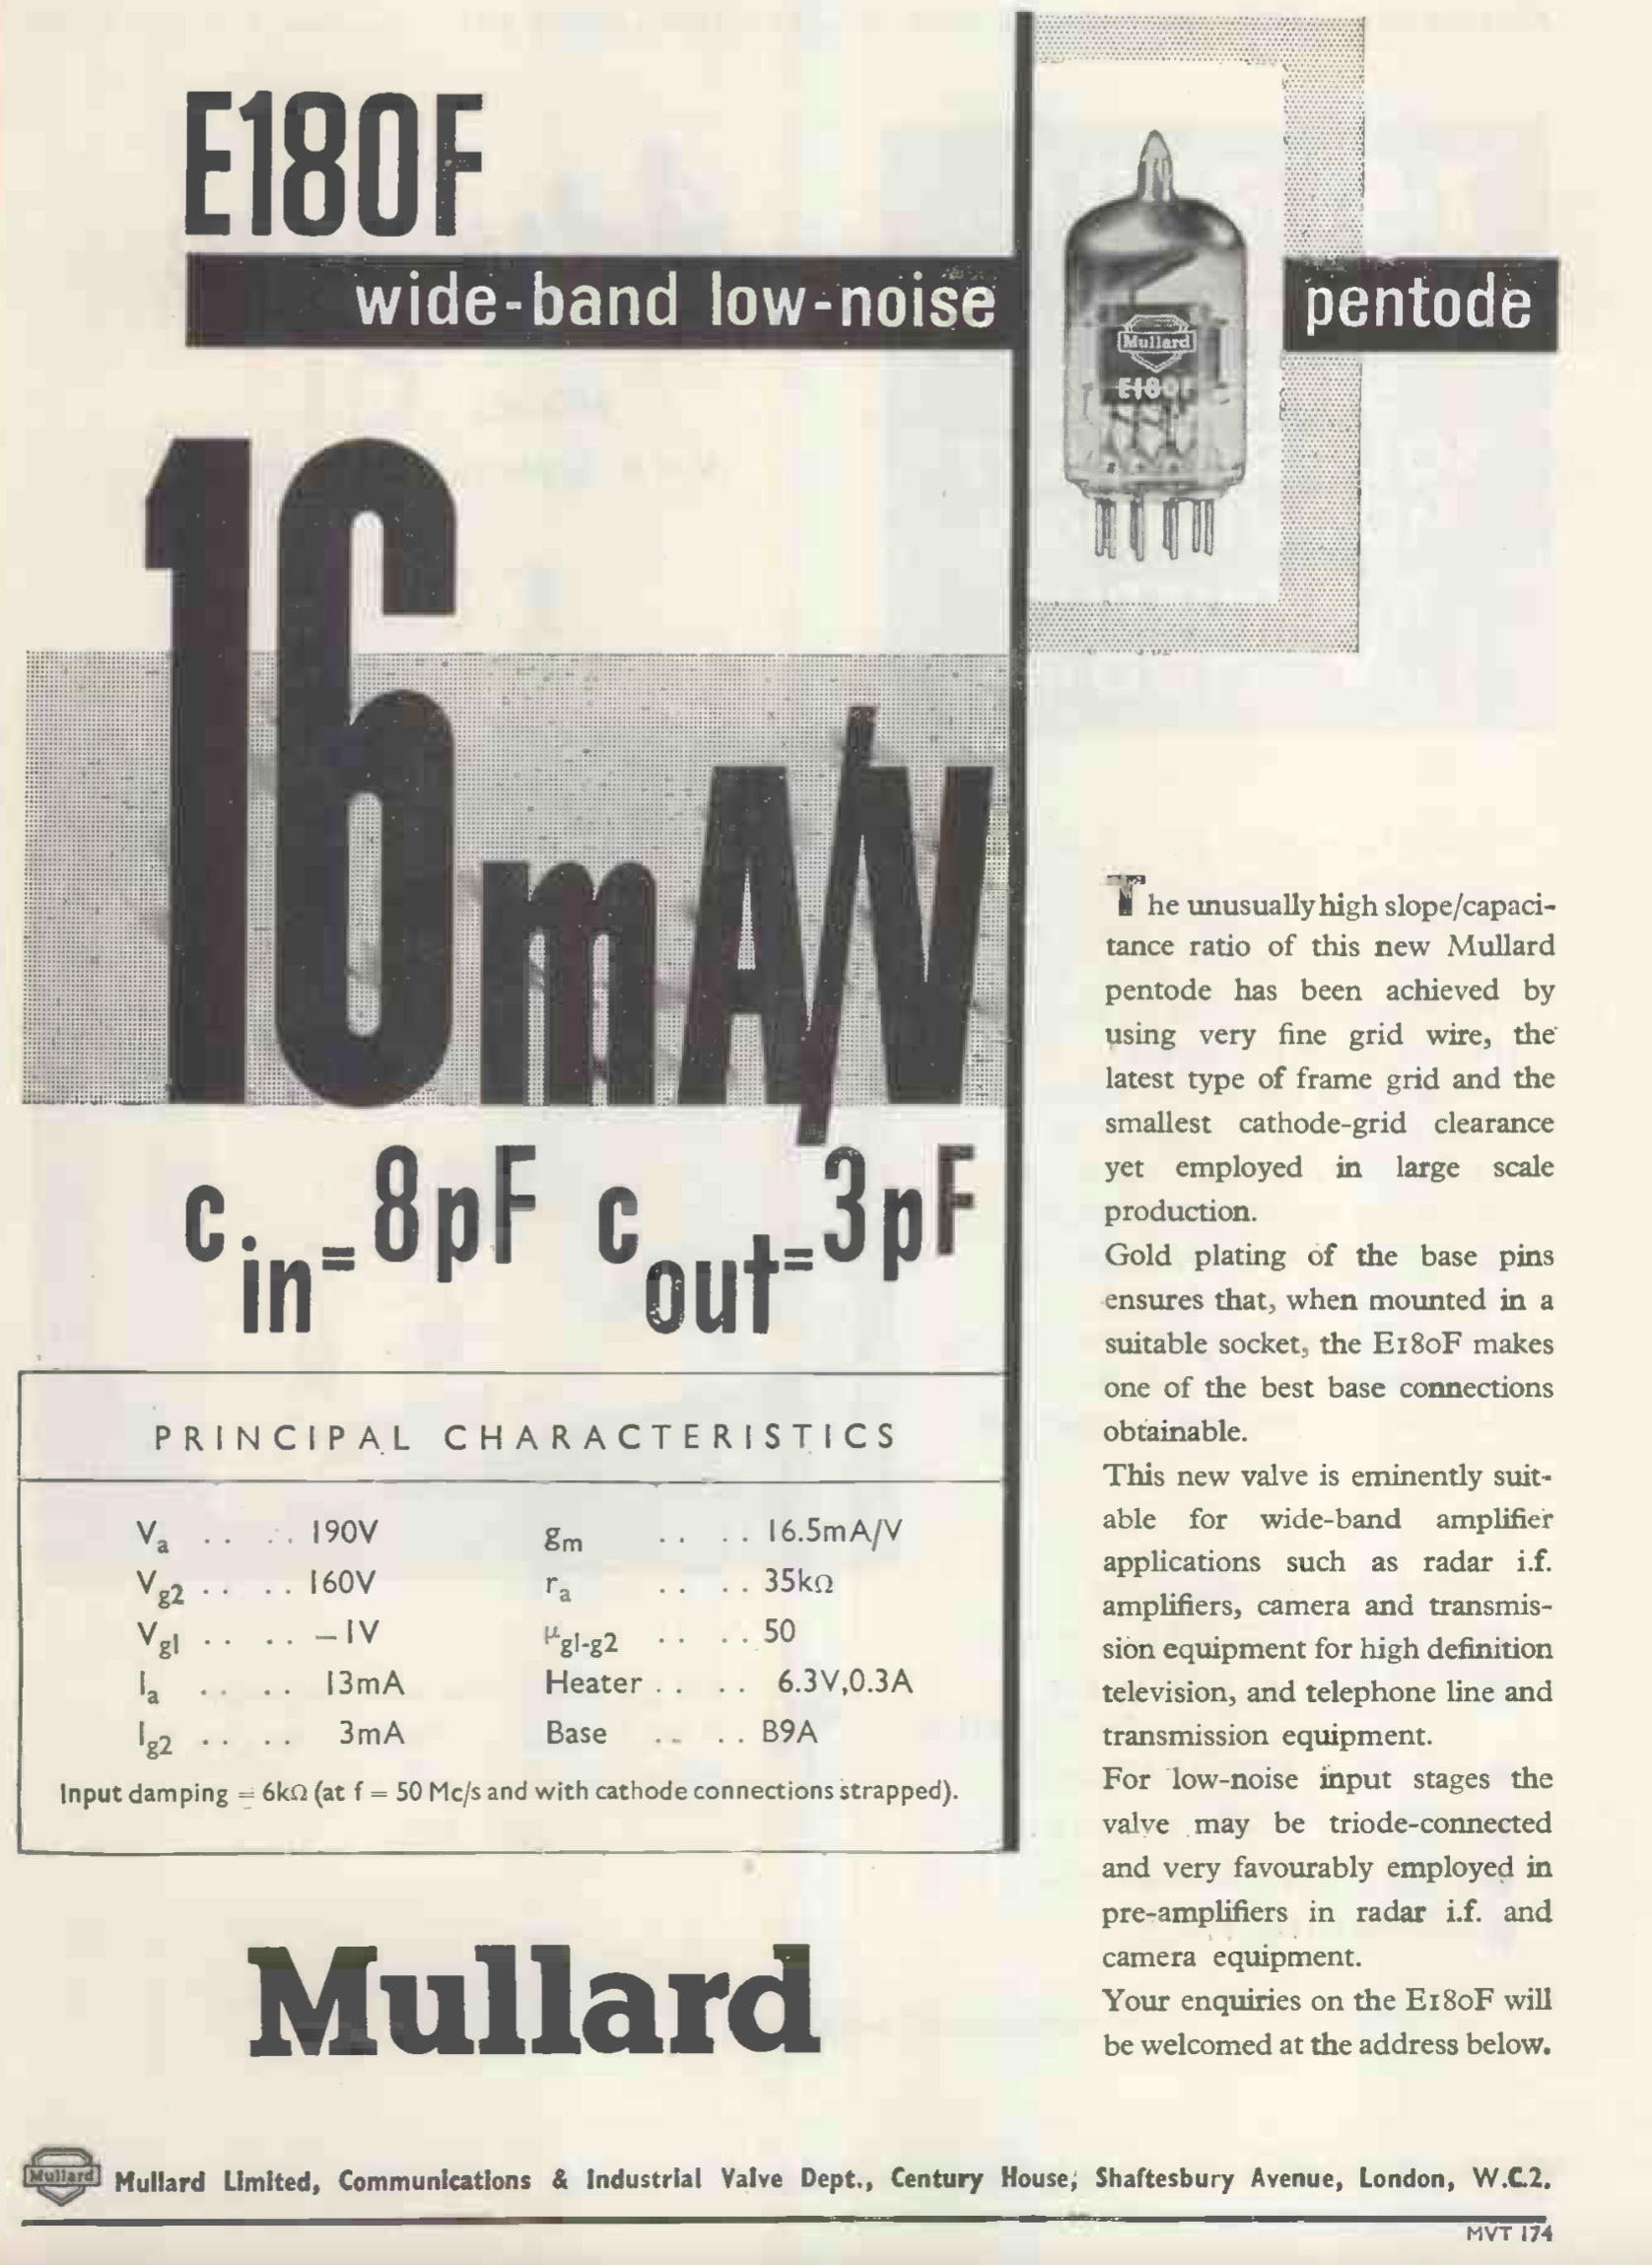 E180F
wide-band low-noise pentode
Mullard
E180F
16mA/V
c in= 8pF c out= 3pF
PRINCIPAL CHARACTERISTICS
Va .. .. 190V
Vg2 .. .. 160V
Vg1 .. .. –1V
Ia .. .. 13mA
Ig2 .. .. 3mA
gm .. .. 16.5mA/V
ra .. .. 35kΩ
μg1-g2 .. .. 50
Heater .. .. 6.3V,0.3A
Base .. .. B9A
Input damping = 6kΩ (at f = 50 Mc/s and with cathode connections strapped).
The unusually high slope/capaci-
tance ratio of this new Mullard
pentode has been achieved by
using very fine grid wire, the
latest type of frame grid and the
smallest cathode-grid clearance
yet employed in large scale
production.
Gold plating of the base pins
ensures that, when mounted in a
suitable socket, the E180F makes
one of the best base connections
obtainable.
This new valve is eminently suit-
able for wide-band amplifier
applications such as radar i.f.
amplifiers, camera and transmis-
sion equipment for high definition
television, and telephone line and
transmission equipment.
For low-noise input stages the
valve may be triode-connected
and very favourably employed in
pre-amplifiers in radar i.f. and
camera equipment.
Your enquiries on the E180F will
be welcomed at the address below.
Mullard
Mullard
Mullard Limited, Communications & Industrial Valve Dept., Century House, Shaftesbury Avenue, London, W.C.2.
MVT 174